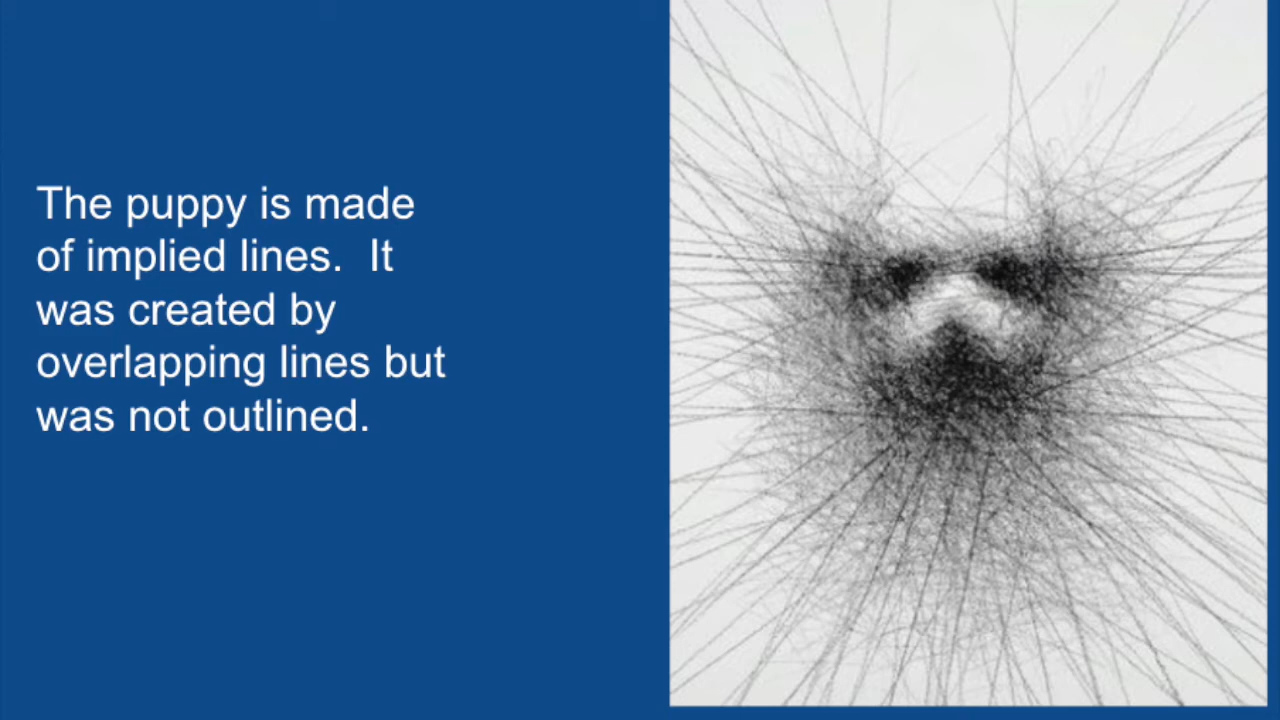 The puppy is made
of implied lines.  It
was created by
overlapping lines but
was not outlined.